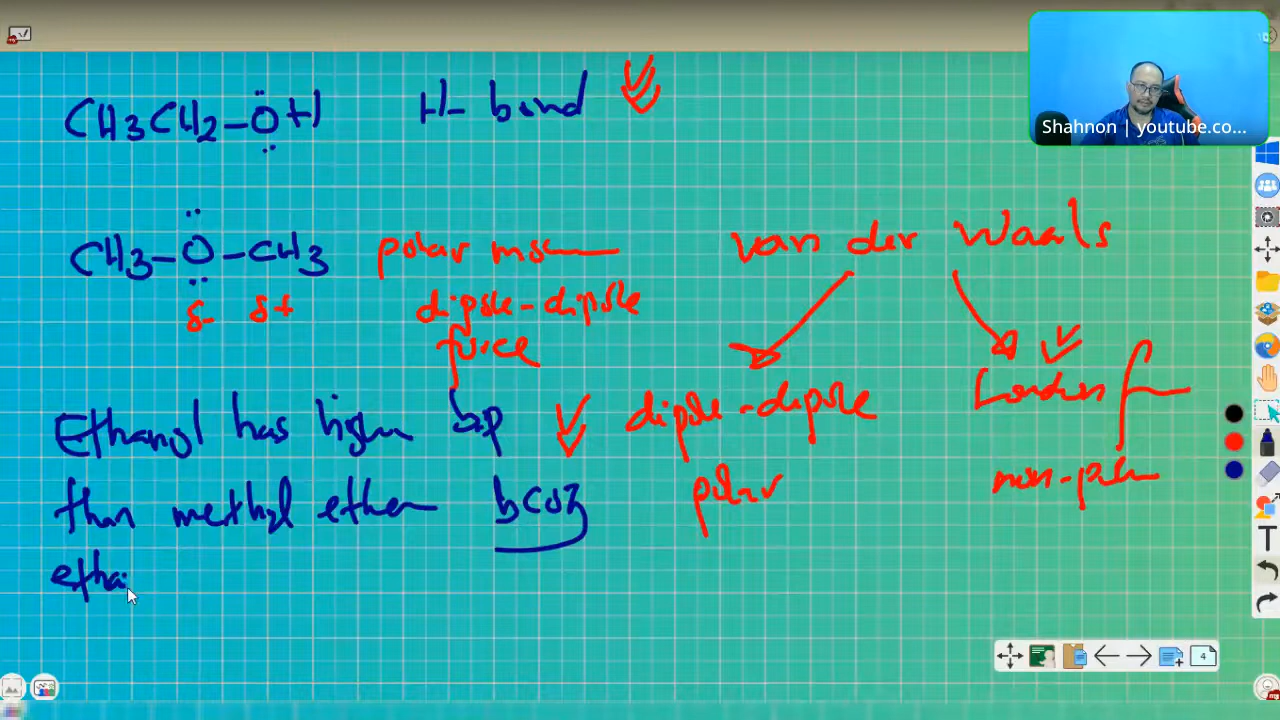 CH3CH2-OH H-bond
Shahnon | youtube.co...
CH3-O-CH3 polar
δ- δ+ dipole-dipole
force
van der Waals
dipole-dipole
polar
London f
non-polar
Ethanol has higher bp
than methyl ether bcoz
etha
4